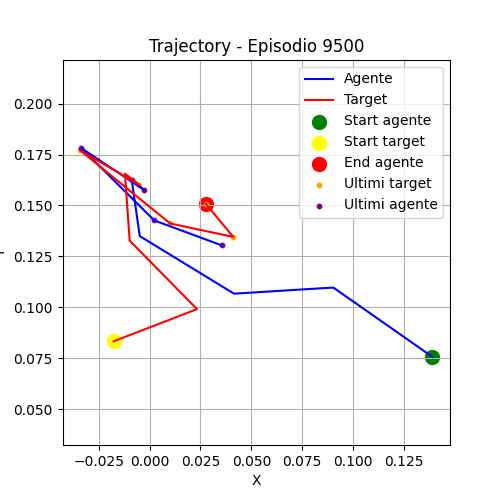 Trajectory - Episodio 9500
Agente
Target
Start agente
Start target
End agente
Ultimi target
Ultimi agente
0.200
0.175
0.150
0.125
0.100
0.075
0.050
−0.025 0.000 0.025 0.050 0.075 0.100 0.125
X